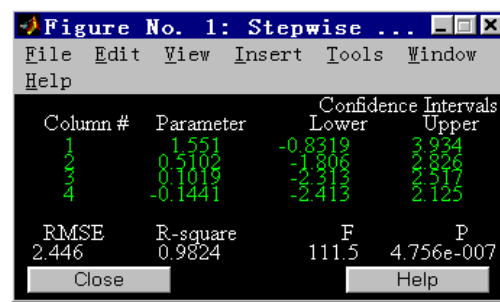 Figure No. 1: Stepwise ...
File Edit View Insert Tools Window
Help
Confidence Intervals
Column # Parameter Lower Upper
1 1.551 -0.8319 3.934
2 0.5102 -1.806 2.826
3 0.1019 -2.313 2.517
4 -0.1441 -2.413 2.125
RMSE R-square F P
2.446 0.9824 111.5 4.756e-007
Close Help